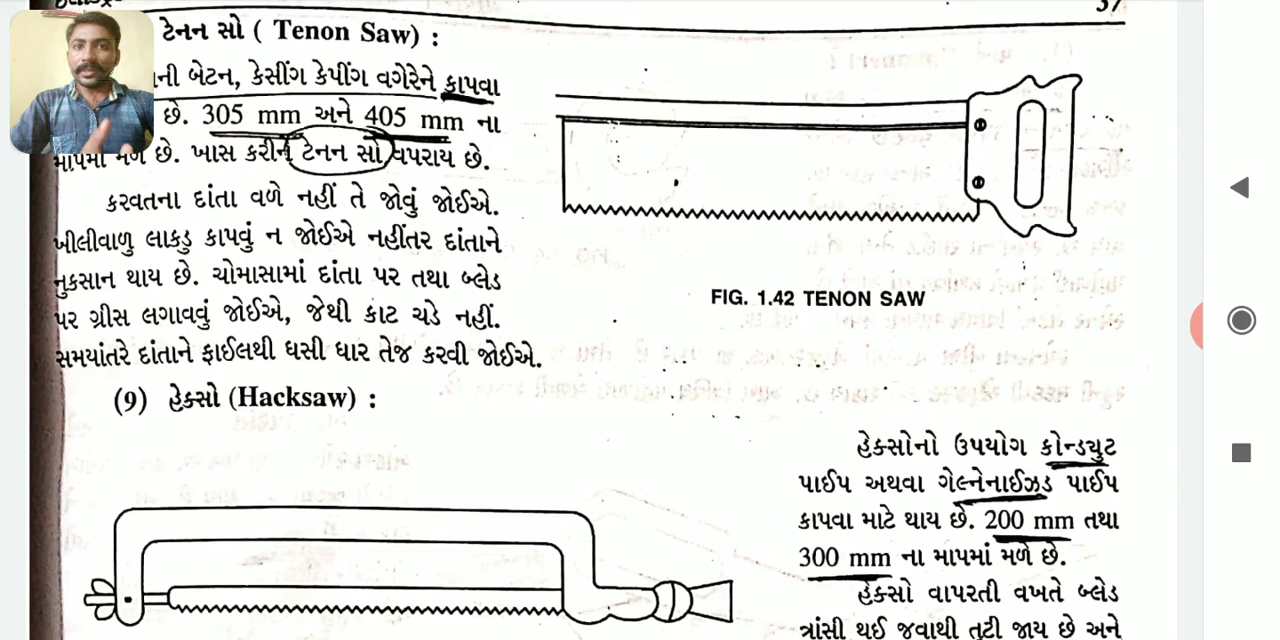 ટેનન સો ( Tenon Saw) :
બેટન, કેસીંગ કેપીંગ વગેરેને કાપવા
છે. 305 mm અને 405 mm ના
માપમાં મળે છે. ખાસ કરીને ટેનન સો વપરાય છે.
કરવતના દાંતા વળે નહીં તે જોવું જોઈએ.
ખીલીવાળુ લાકડુ કાપવું ન જોઈએ નહીંતર દાંતાને
નુકસાન થાય છે. ચોમાસામાં દાંતા પર તથા બ્લેડ
પર ગ્રીસ લગાવવું જોઈએ, જેથી કાટ ચડે નહીં.
સમયાંતરે દાંતાને ફાઈલથી ઘસી ધાર તેજ કરવી જોઈએ.
FIG. 1.42 TENON SAW
(9) હેક્સો (Hacksaw) :
હેક્સોનો ઉપયોગ કોન્ડયુટ
પાઈપ અથવા ગેલ્નેનાઈઝડ પાઈપ
કાપવા માટે થાય છે. 200 mm તથા
300 mm ના માપમાં મળે છે.
હેક્સો વાપરતી વખતે બ્લેડ
ત્રાંસી થઈ જવાથી તુટી જાય છે અને